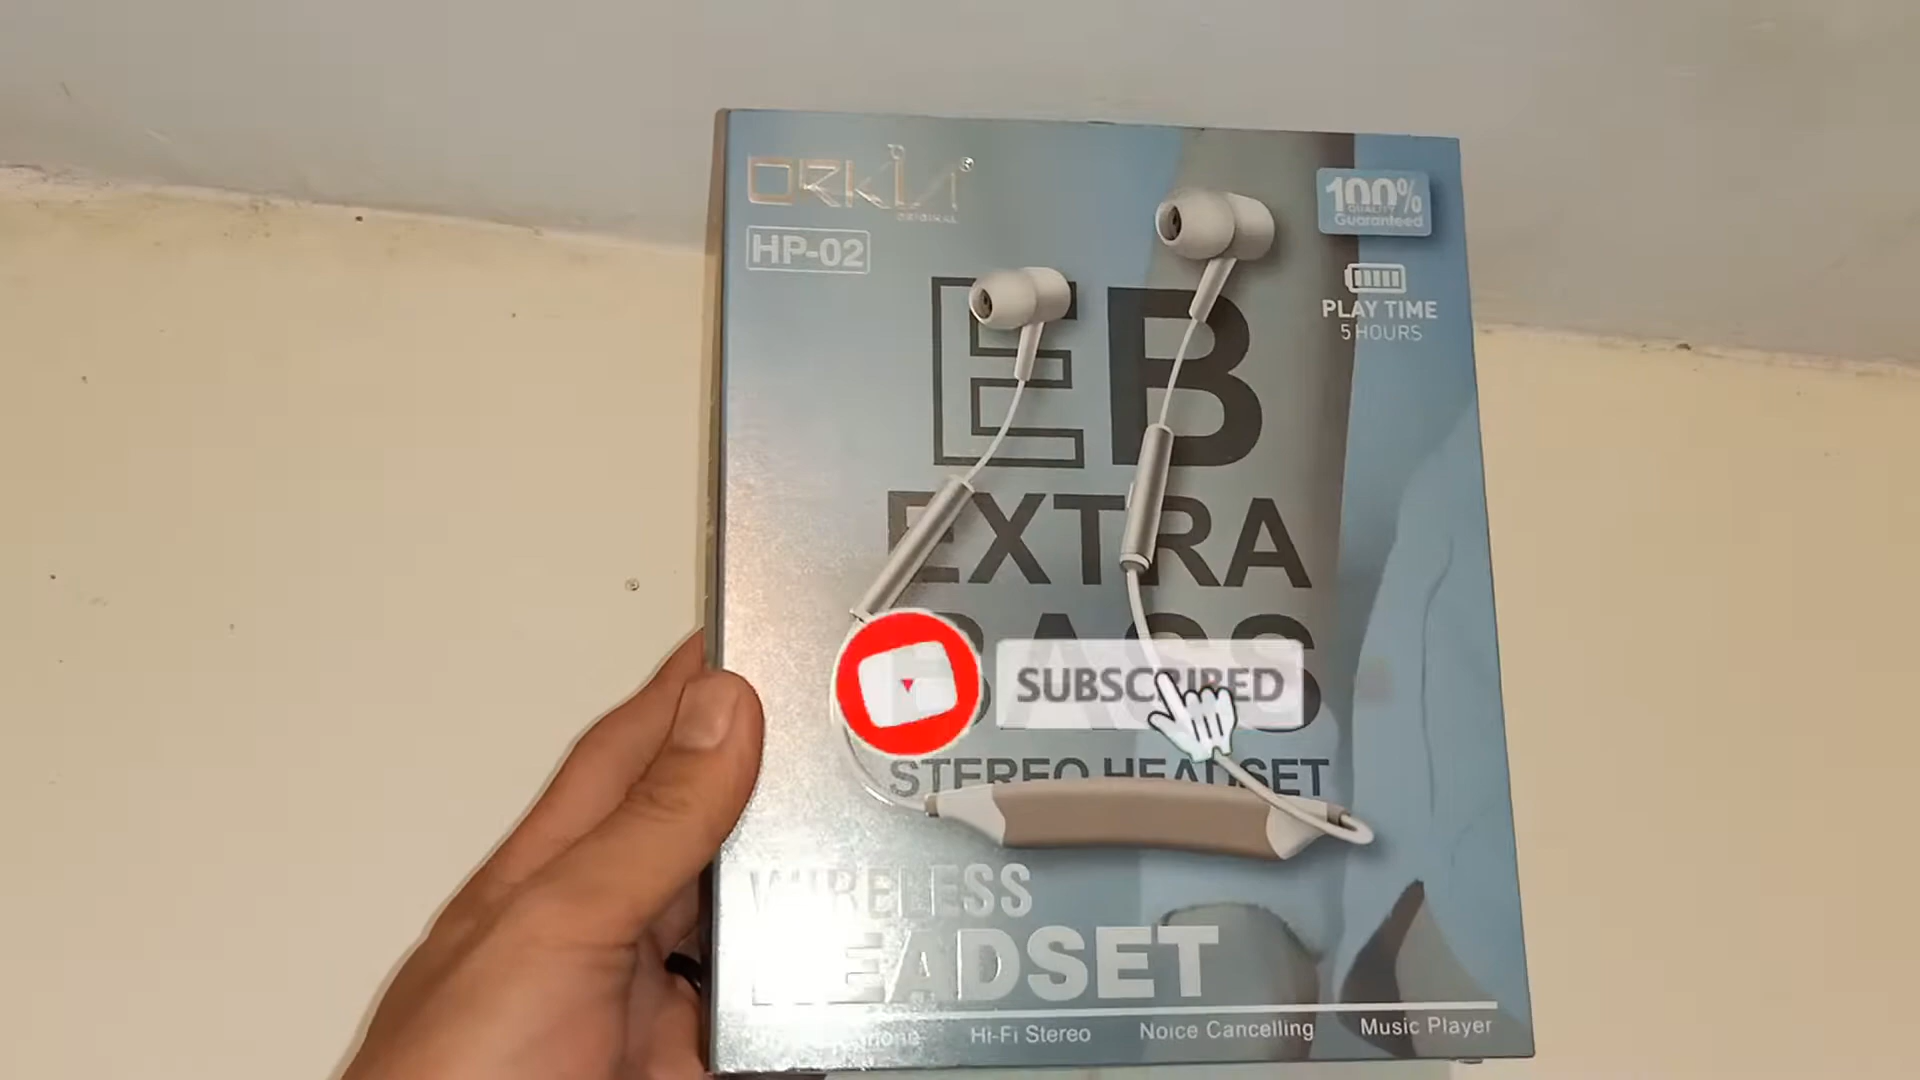 ORKIN
ORIGINAL
HP-02
100%
QUALITY
Guaranteed
PLAY TIME
5 HOURS
EB
EXTRA
BASS
SUBSCRIBED
STEREO HEADSET
WIRELESS
HEADSET
Hi-Fi Stereo
Noice Cancelling
Music Player